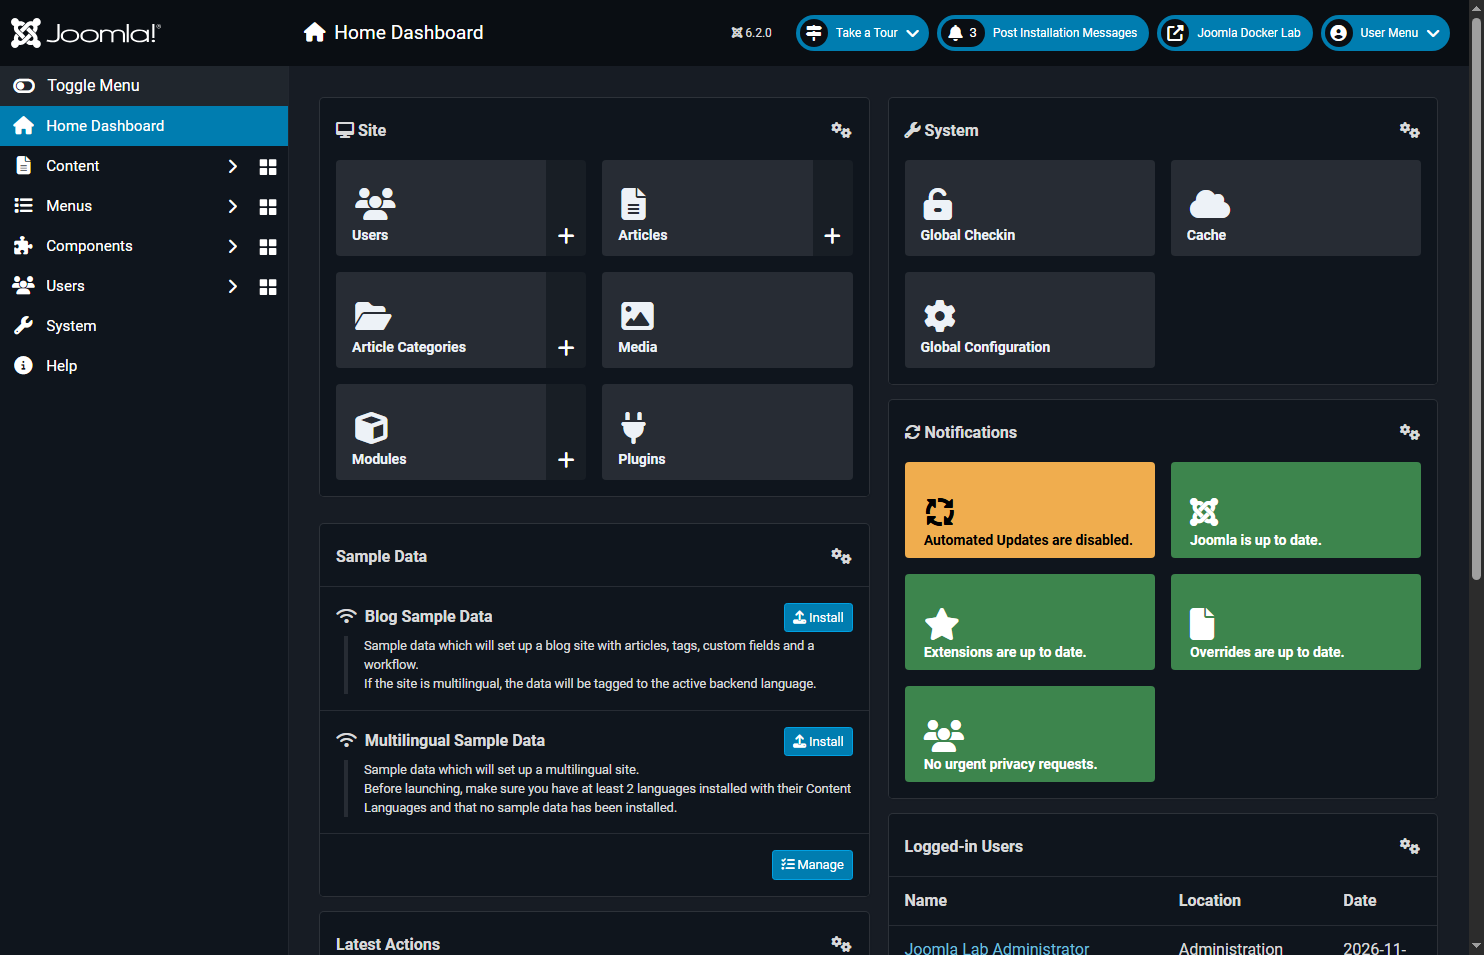 Joomla!®
Home Dashboard
6.2.0
Take a Tour
3
Post Installation Messages
Joomla Docker Lab
User Menu
Toggle Menu
Home Dashboard
Content
Menus
Components
Users
System
Help
Site
Users
Articles
Article Categories
Media
Modules
Plugins
Sample Data
Blog Sample Data
Install
Sample data which will set up a blog site with articles, tags, custom fields and a
workflow.
If the site is multilingual, the data will be tagged to the active backend language.
Multilingual Sample Data
Install
Sample data which will set up a multilingual site.
Before launching, make sure you have at least 2 languages installed with their Content
Languages and that no sample data has been installed.
Manage
Latest Actions
System
Global Checkin
Cache
Global Configuration
Notifications
Automated Updates are disabled.
Joomla is up to date.
Extensions are up to date.
Overrides are up to date.
No urgent privacy requests.
Logged-in Users
Name
Location
Date
Joomla Lab Administrator
Administration
2026-11-